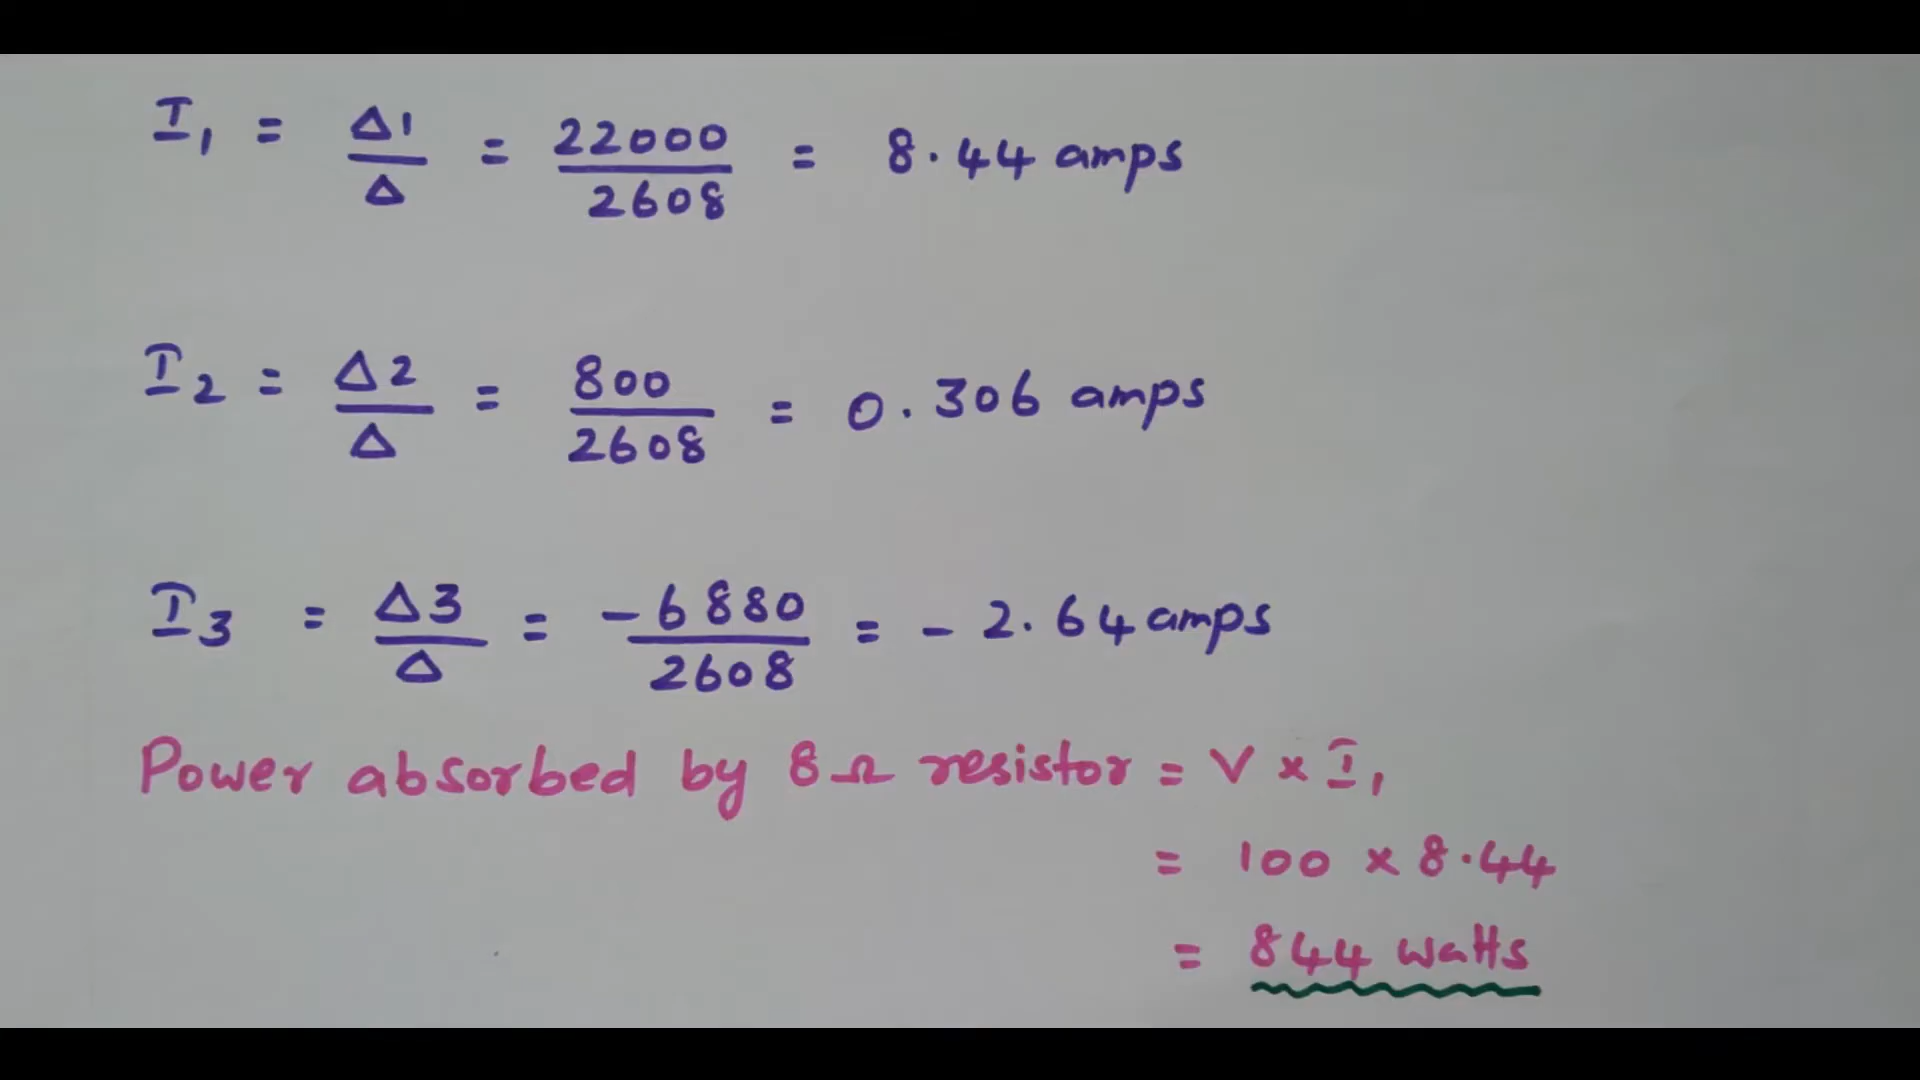 I₁ = Δ1/Δ = 22000/2608 = 8.44 amps
I₂ = Δ2/Δ = 800/2608 = 0.306 amps
I₃ = Δ3/Δ = -6880/2608 = -2.64 amps
Power absorbed by 8Ω resistor = V × I₁
= 100 × 8.44
= 844 watts